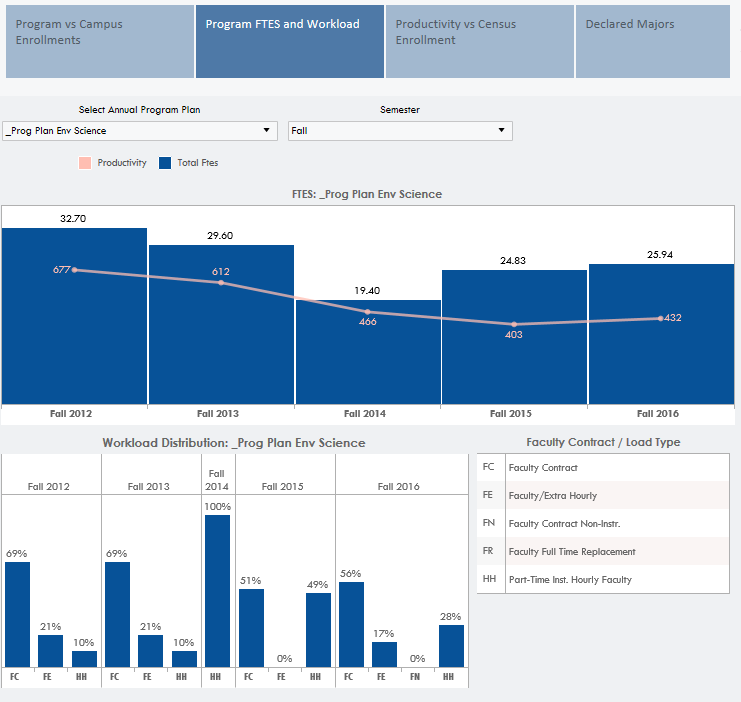 Program vs Campus
Enrollments
Program FTES and Workload
Productivity vs Census
Enrollment
Declared Majors
Select Annual Program Plan
Semester
_Prog Plan Env Science
Fall
Productivity
Total Ftes
FTES: _Prog Plan Env Science
32.70
29.60
19.40
24.83
25.94
677
612
466
403
432
Fall 2012
Fall 2013
Fall 2014
Fall 2015
Fall 2016
Workload Distribution: _Prog Plan Env Science
Fall 2012
Fall 2013
Fall
2014
Fall 2015
Fall 2016
69%
21%
10%
69%
21%
10%
100%
51%
0%
49%
56%
17%
0%
28%
FC
FE
HH
FC
FE
HH
HH
FC
FE
HH
FC
FE
FN
HH
Faculty Contract / Load Type
FC Faculty Contract
FE Faculty/Extra Hourly
FN Faculty Contract Non-Instr.
FR Faculty Full Time Replacement
HH Part-Time Inst. Hourly Faculty